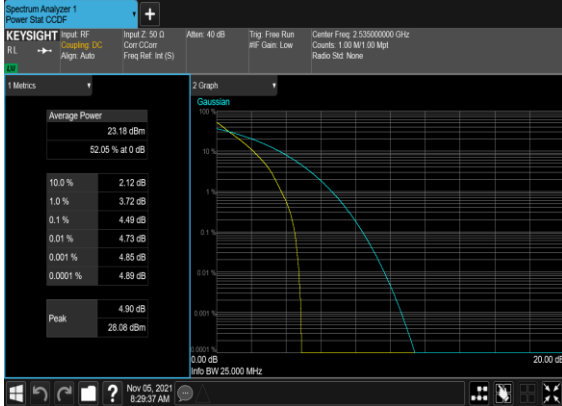 Spectrum Analyzer 1
Power Stat CCDF
+
KEYSIGHT
RL
LXI
Input: RF
Coupling: DC
Align: Auto
Input Z: 50 Ω
Corr CCorr
Freq Ref: Int (S)
Atten: 40 dB
Trig: Free Run
#IF Gain: Low
Center Freq: 2.535000000 GHz
Counts: 1.00 M/1.00 Mpt
Radio Std: None
1 Metrics
Average Power
23.18 dBm
52.05 % at 0 dB
10.0 % 2.12 dB
1.0 % 3.72 dB
0.1 % 4.49 dB
0.01 % 4.73 dB
0.001 % 4.85 dB
0.0001 % 4.89 dB
Peak
4.90 dB
28.08 dBm
2 Graph
Gaussian
100 %
10 %
1 %
0.1 %
0.01 %
0.001 %
0.0001 %
0.00 dB
20.00 dB
Info BW 25.000 MHz
?
Nov 05, 2021
8:29:37 AM